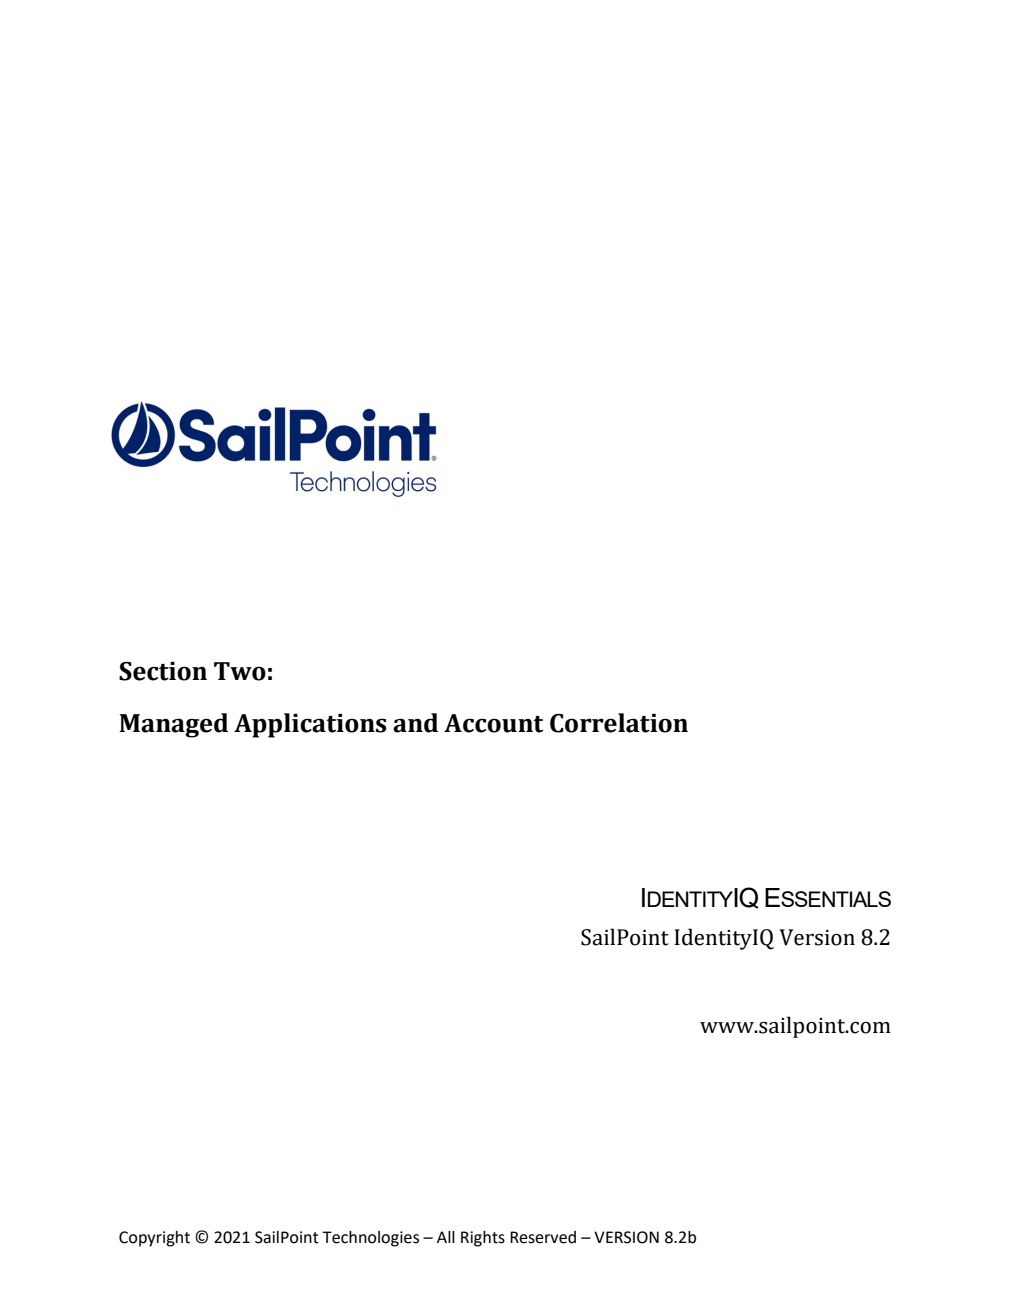 SailPoint®
Technologies
Section Two:
Managed Applications and Account Correlation
IDENTITYIQ ESSENTIALS
SailPoint IdentityIQ Version 8.2
www.sailpoint.com
Copyright © 2021 SailPoint Technologies – All Rights Reserved – VERSION 8.2b